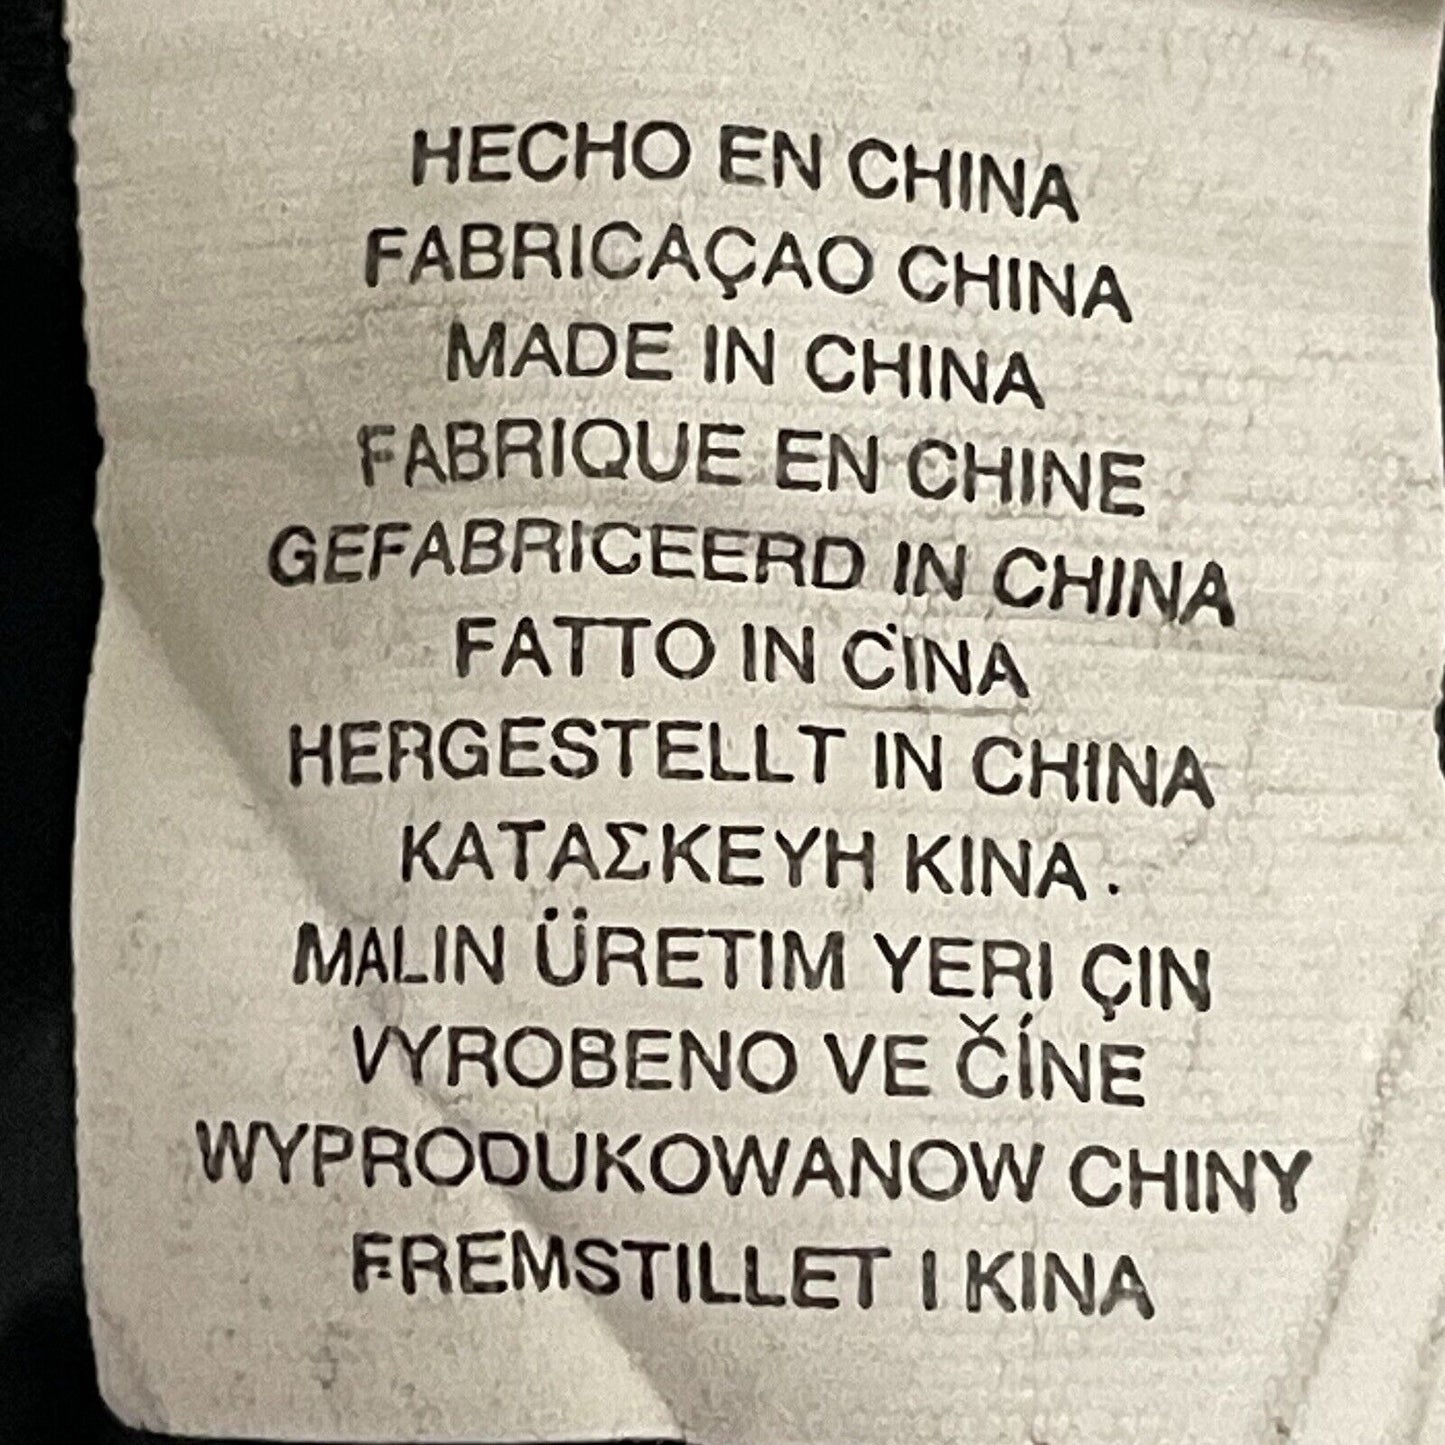 HECHO EN CHINA
FABRICAÇAO CHINA
MADE IN CHINA
FABRIQUE EN CHINE
GEFABRICEERD IN CHINA
FATTO IN CINA
HERGESTELLT IN CHINA
ΚΑΤΑΣΚΕΥΗ ΚΙΝΑ.
MALIN ÜRETIM YERI ÇIN
VYROBENO VE ČÍNE
WYPRODUKOWANOW CHINY
FREMSTILLET I KINA